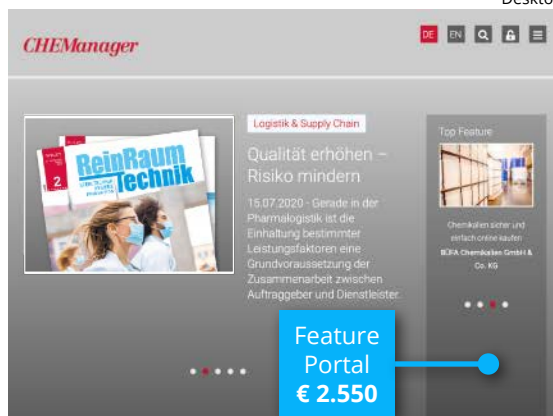 Deskto
CHEManager
DE EN
Logistik & Supply Chain
Qualität erhöhen –
Risiko mindern
15.07.2020 - Gerade in der
Pharmalogistik ist die
Einhaltung bestimmter
Leistungsfaktoren eine
Grundvoraussetzung der
Zusammenarbeit zwischen
Auftraggeber und Dienstleister.
2
ReinRaum
Technik
Top Feature
Chemikalien sicher und
einfach online kaufen
BÜFA Chemikalien GmbH &
Co. KG
Feature
Portal
€ 2.550